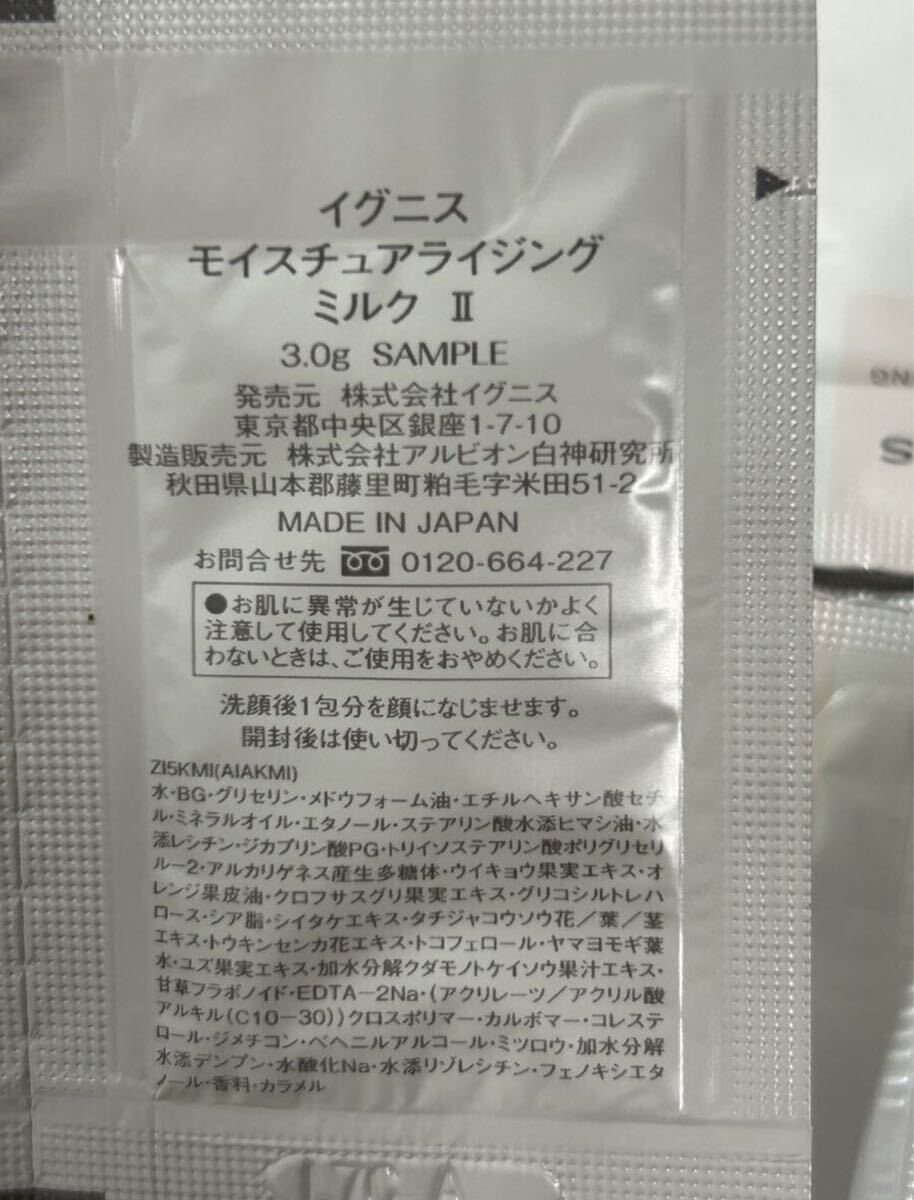 イグニス
モイスチュアライジング
ミルク Ⅱ
3.0g SAMPLE
発売元 株式会社イグニス
東京都中央区銀座1-7-10
製造販売元 株式会社アルビオン白神研究所
秋田県山本郡藤里町粕毛字米田51-2
MADE IN JAPAN
お問合せ先 0120-664-227
●お肌に異常が生じていないかよく
注意して使用してください。お肌に合
わないときは、ご使用をおやめください。
洗顔後1包分を顔になじませます。
開封後は使い切ってください。
ZI5KMI(AIAKMI)
水・BG・グリセリン・メドウフォーム油・エチルヘキサン酸セチ
ル・ミネラルオイル・エタノール・ステアリン酸水添ヒマシ油・水
添レシチン・ジカプリン酸PG・トリイソステアリン酸ポリグリセリ
ル－2・アルカリゲネス産生多糖体・ウイキョウ果実エキス・オ
レンジ果皮油・クロフサスグリ果実エキス・グリコシルトレハ
ロース・シア脂・シイタケエキス・タチジャコウソウ花／葉／茎
エキス・トウキンセンカ花エキス・トコフェロール・ヤマヨモギ葉
水・ユズ果実エキス・加水分解クダモノトケイソウ果汁エキス・
甘草フラボノイド・EDTA－2Na・(アクリレーツ／アクリル酸
アルキル(C10－30))クロスポリマー・カルボマー・コレステ
ロール・ジメチコン・ベヘニルアルコール・ミツロウ・加水分解
水添デンプン・水酸化Na・水添リゾレシチン・フェノキシエタ
ノール・香料・カラメル